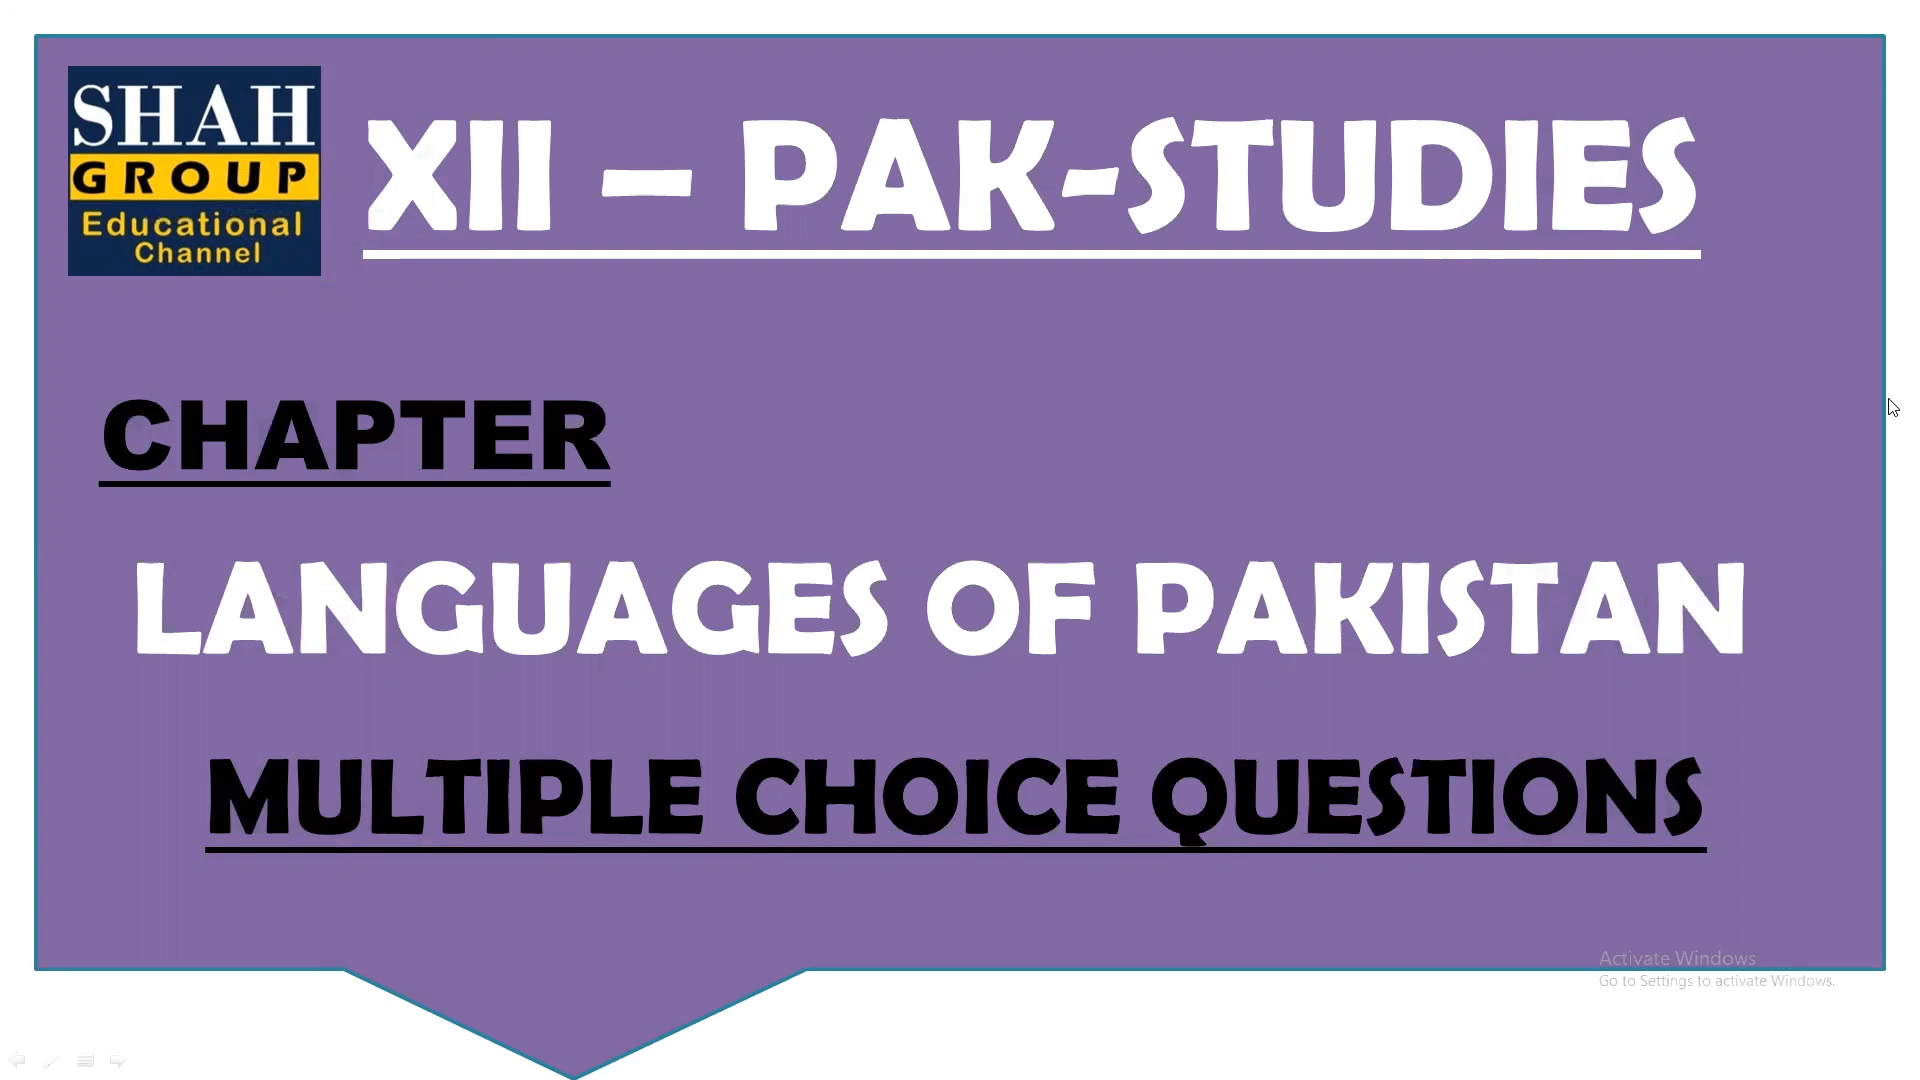 SHAH
GROUP
Educational
Channel
XII – PAK-STUDIES
CHAPTER
LANGUAGES OF PAKISTAN
MULTIPLE CHOICE QUESTIONS
Activate Windows
Go to Settings to activate Windows.